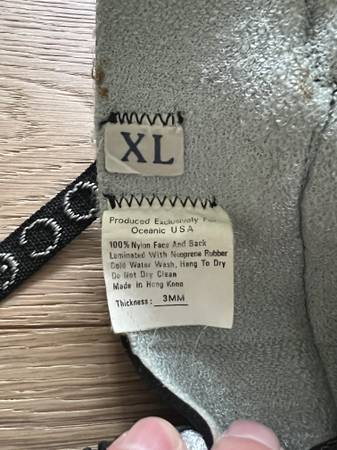 XL
Produced Exclusively For
Oceanic USA
100% Nylon Face And Back
Laminated With Neoprene Rubber
Cold Water Wash, Hang To Dry
Do Not Dry Clean
Made in Hong Kong
Thickness: 3MM